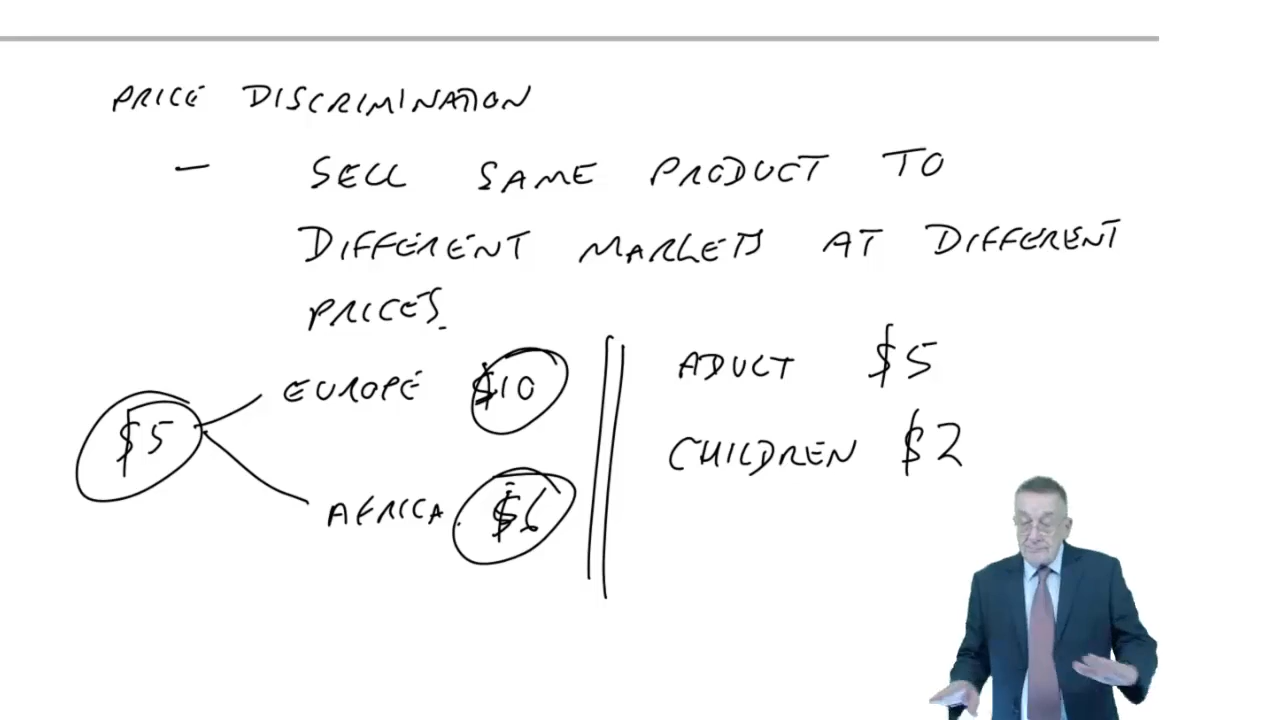 PRICE DISCRIMINATION
— SELL SAME PRODUCT TO
DIFFERENT MARKETS AT DIFFERENT
PRICES.
$5
EUROPE $10
AFRICA. $6
ADULT $5
CHILDREN $2